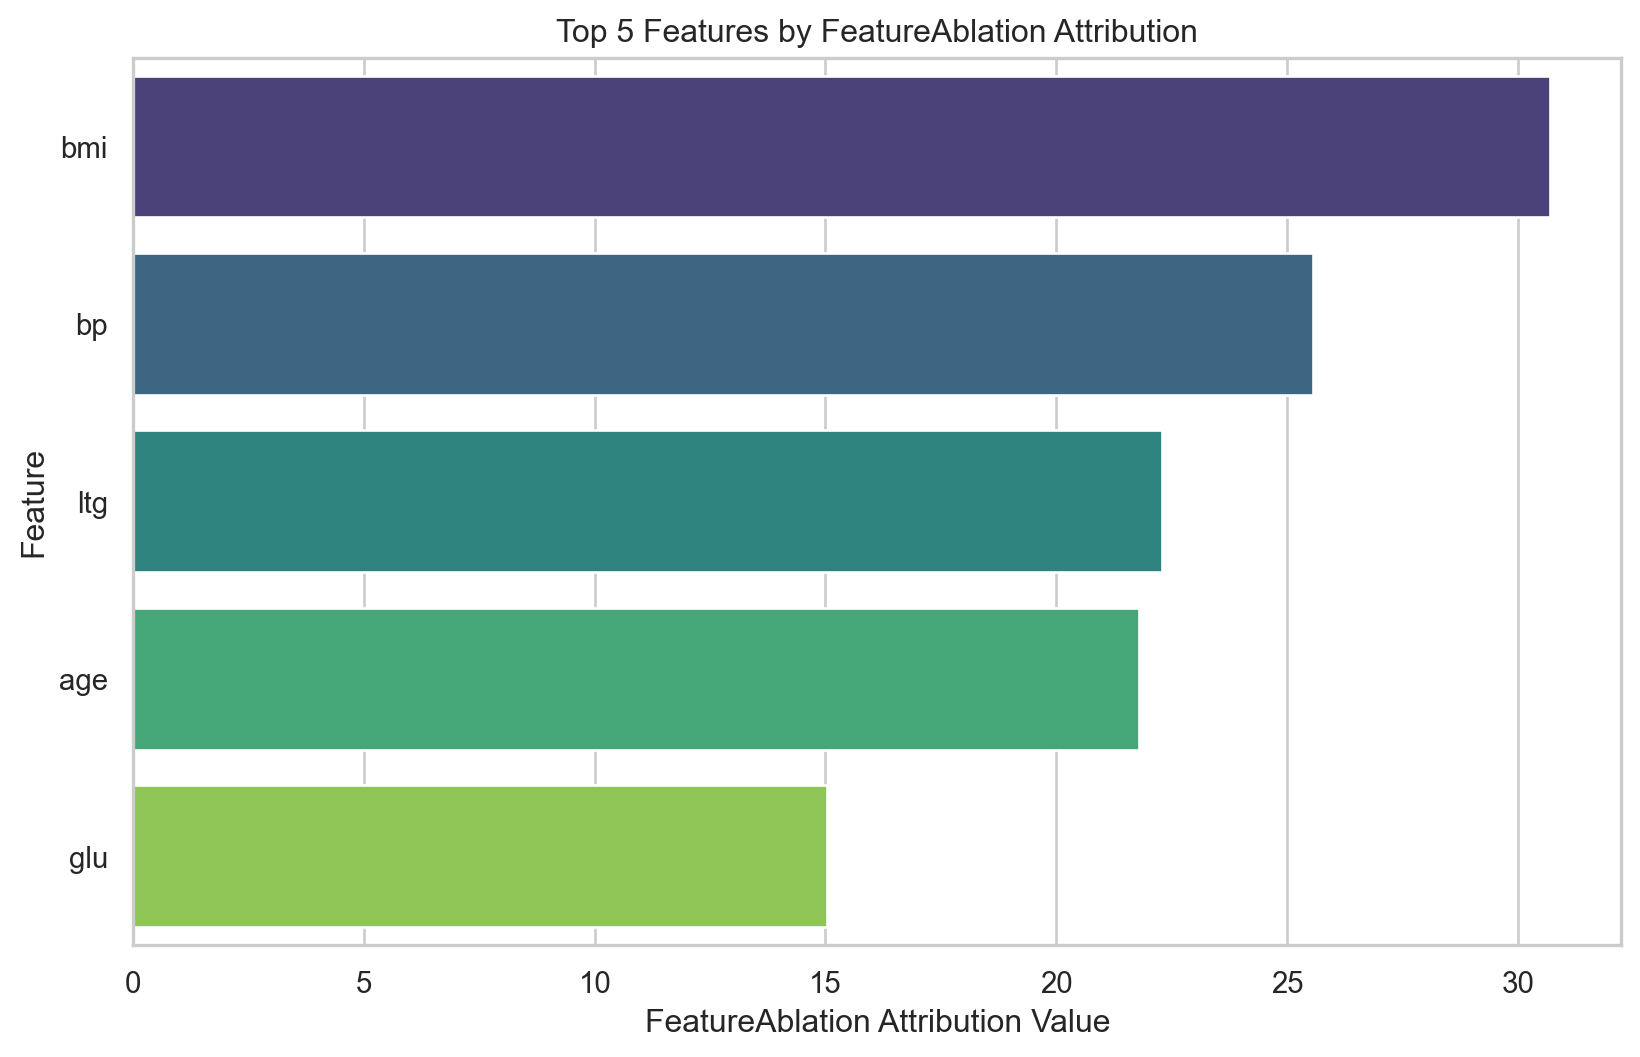 Top 5 Features by FeatureAblation Attribution
bmi
bp
ltg
age
glu
Feature
0 5 10 15 20 25 30
FeatureAblation Attribution Value